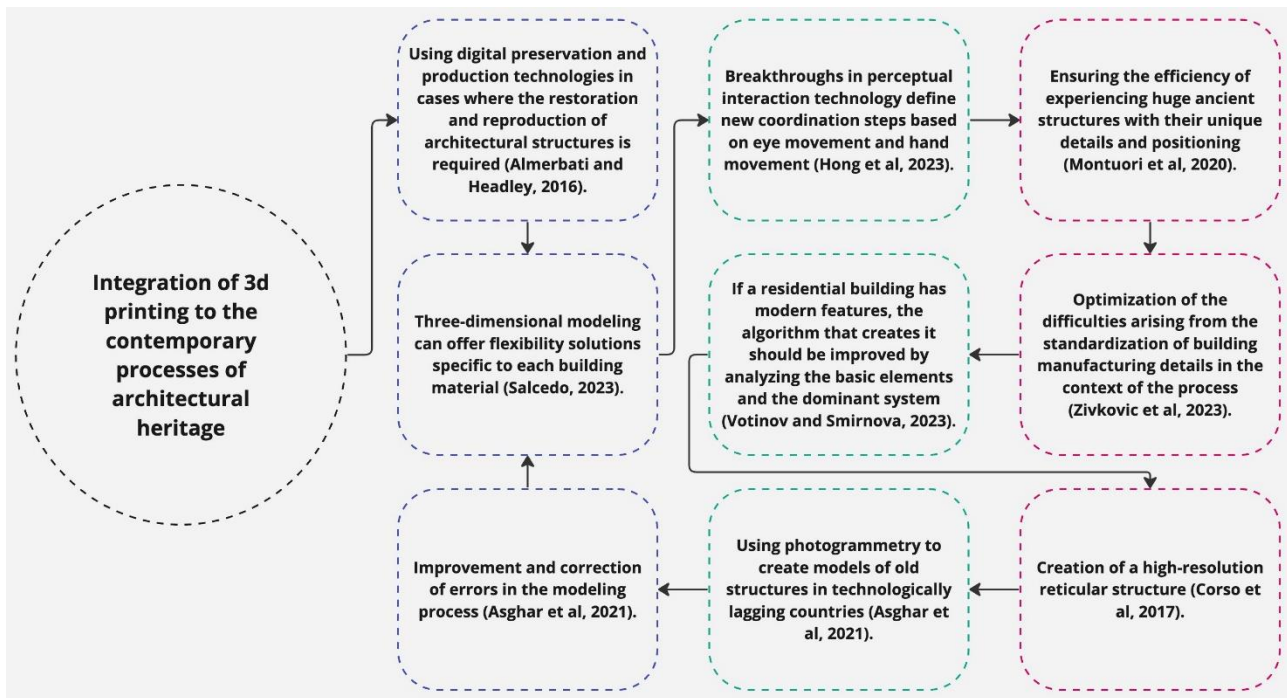 Integration of 3d
printing to the
contemporary
processes of
architectural
heritage
Using digital preservation and
production technologies in
cases where the restoration
and reproduction of
architectural structures is
required (Almerbati and
Headley, 2016).
Three-dimensional modeling
can offer flexibility solutions
specific to each building
material (Salcedo, 2023).
Breakthroughs in perceptual
interaction technology define
new coordination steps based
on eye movement and hand
movement (Hong et al, 2023).
Ensuring the efficiency of
experiencing huge ancient
structures with their unique
details and positioning
(Montuori et al, 2020).
Optimization of the
difficulties arising from the
standardization of building
manufacturing details in the
context of the process
(Zivkovic et al, 2023).
If a residential building has
modern features, the
algorithm that creates it
should be improved by
analyzing the basic elements
and the dominant system
(Votinov and Smirnova, 2023).
Creation of a high-resolution
reticular structure (Corso et
al, 2017).
Using photogrammetry to
create models of old
structures in technologically
lagging countries (Asghar et
al, 2021).
Improvement and correction
of errors in the modeling
process (Asghar et al, 2021).